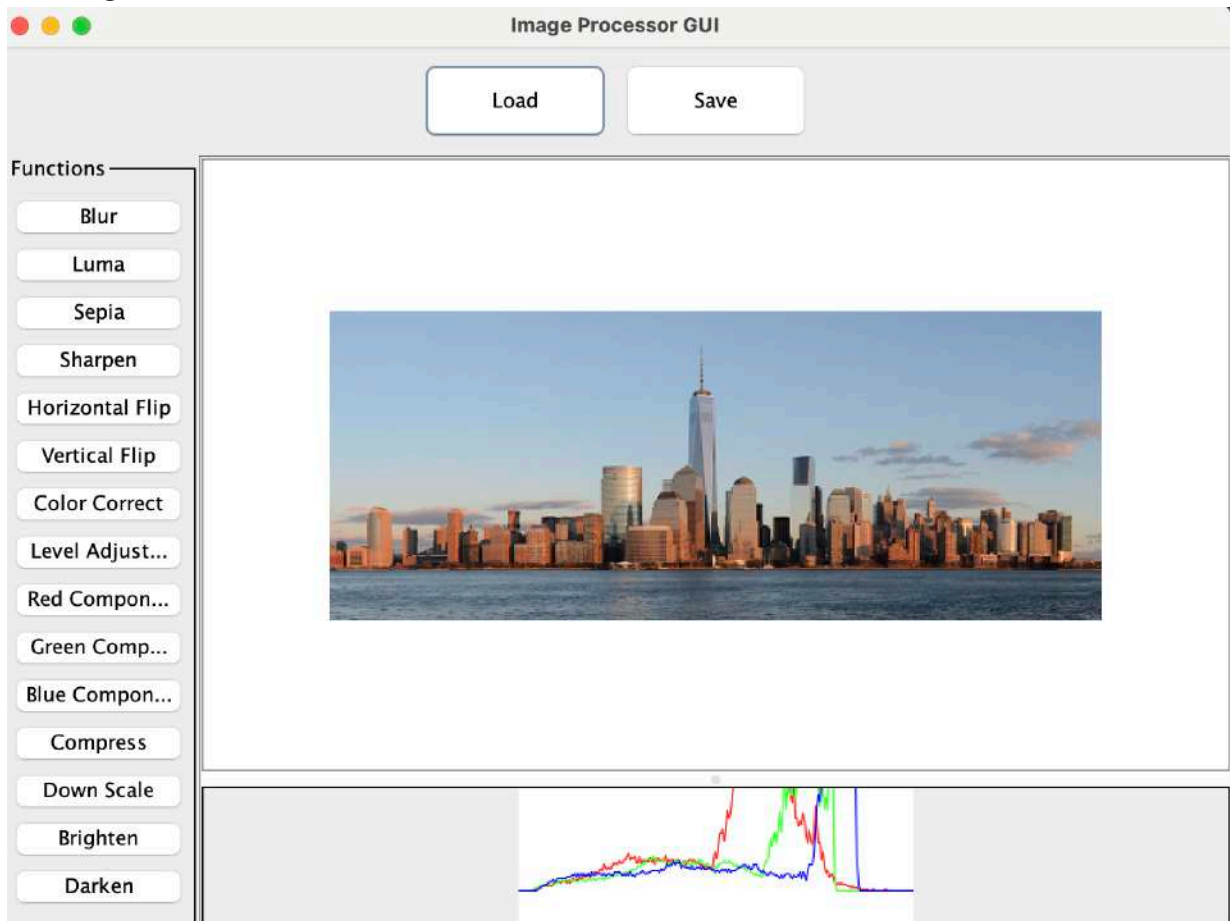 Image Processor GUI
Load
Save
Functions
Blur
Luma
Sepia
Sharpen
Horizontal Flip
Vertical Flip
Color Correct
Level Adjust...
Red Compon...
Green Comp...
Blue Compon...
Compress
Down Scale
Brighten
Darken